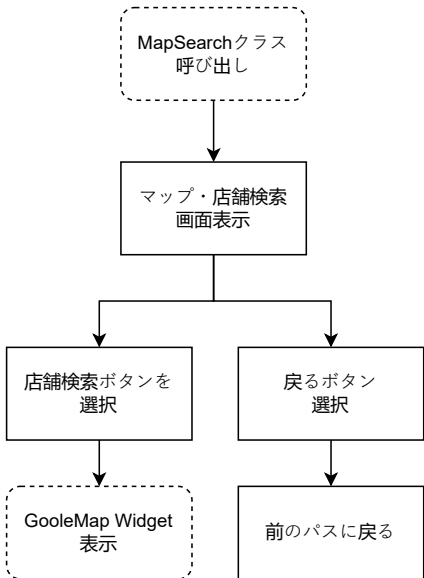 MapSearchクラス
呼び出し
マップ・店舗検索
画面表示
店舗検索ボタンを
選択
戻るボタン
選択
GooleMap Widget
表示
前のパスに戻る